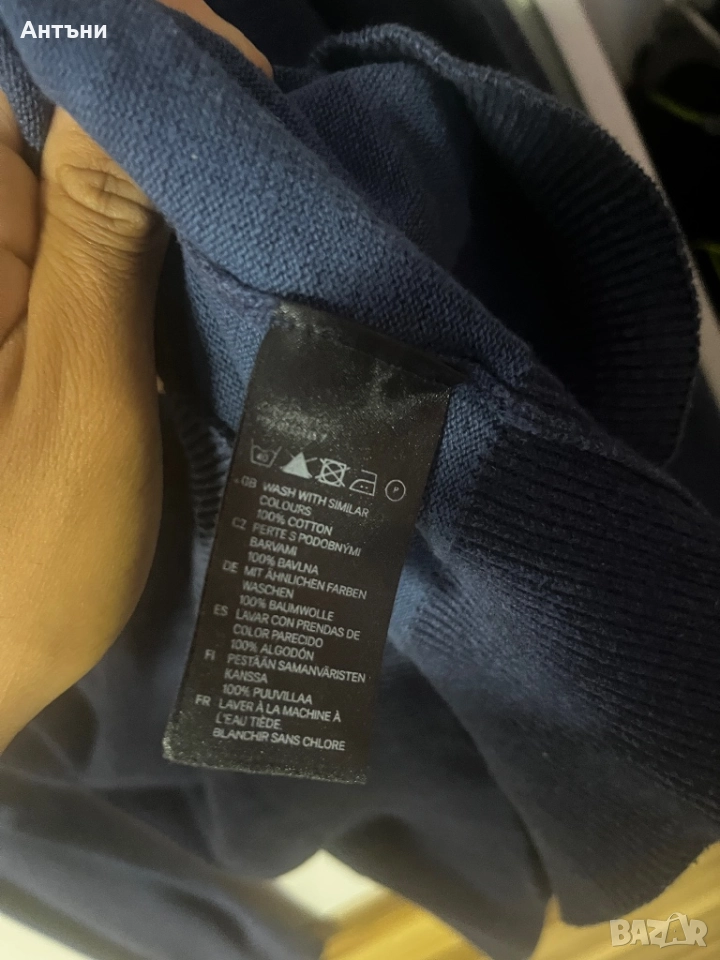 Антъни
GB WASH WITH SIMILAR
COLOURS
100% COTTON
CZ PERTE S PODOBNÝMI
BARVAMI
100% BAVLNA
DE MIT ÄHNLICHEN FARBEN
WASCHEN
100% BAUMWOLLE
ES LAVAR CON PRENDAS DE
COLOR PARECIDO
100% ALGODÓN
FI PESTÄÄN SAMANVÄRISTEN
KANSSA
100% PUUVILLAA
FR LAVER À LA MACHINE À
L'EAU TIÈDE
BLANCHIR SANS CHLORE
BAZAR